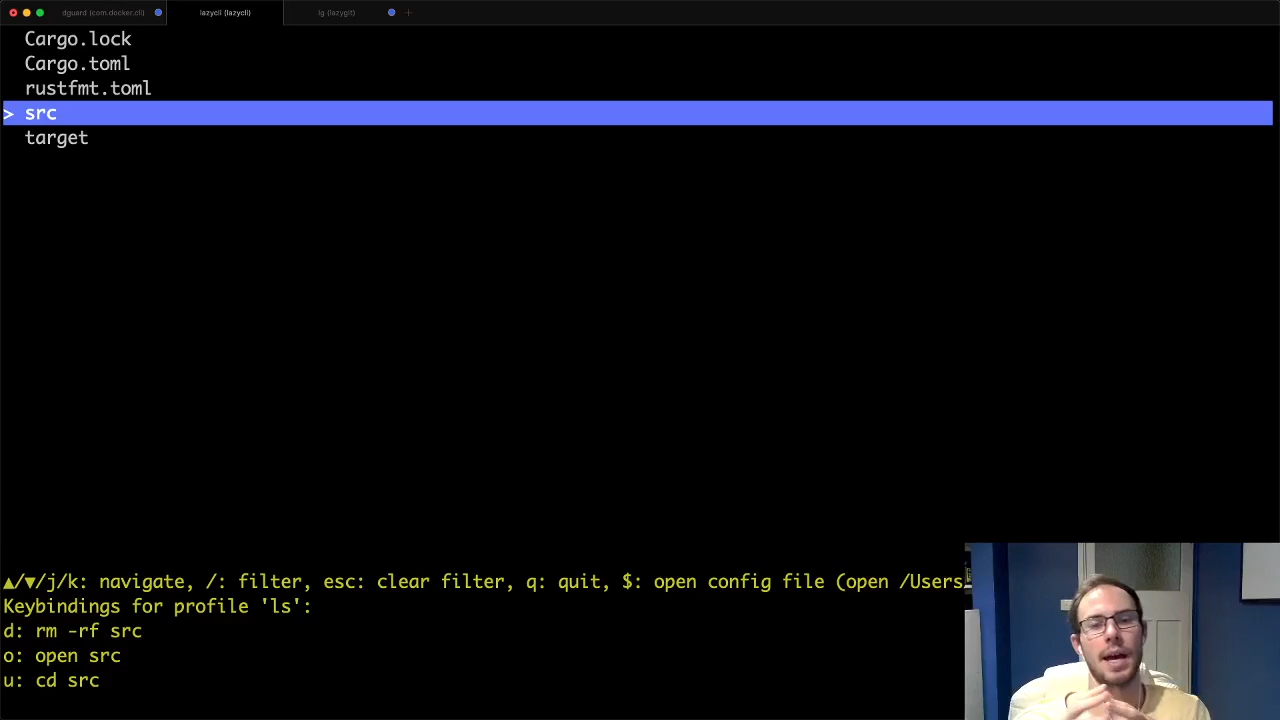 dguard (com.docker.cli)
lazycli (lazycli)
lg (lazygit)
+
Cargo.lock
Cargo.toml
rustfmt.toml
> src
target
▲/▼/j/k: navigate, /: filter, esc: clear filter, q: quit, $: open config file (open /Users
Keybindings for profile 'ls':
d: rm -rf src
o: open src
u: cd src